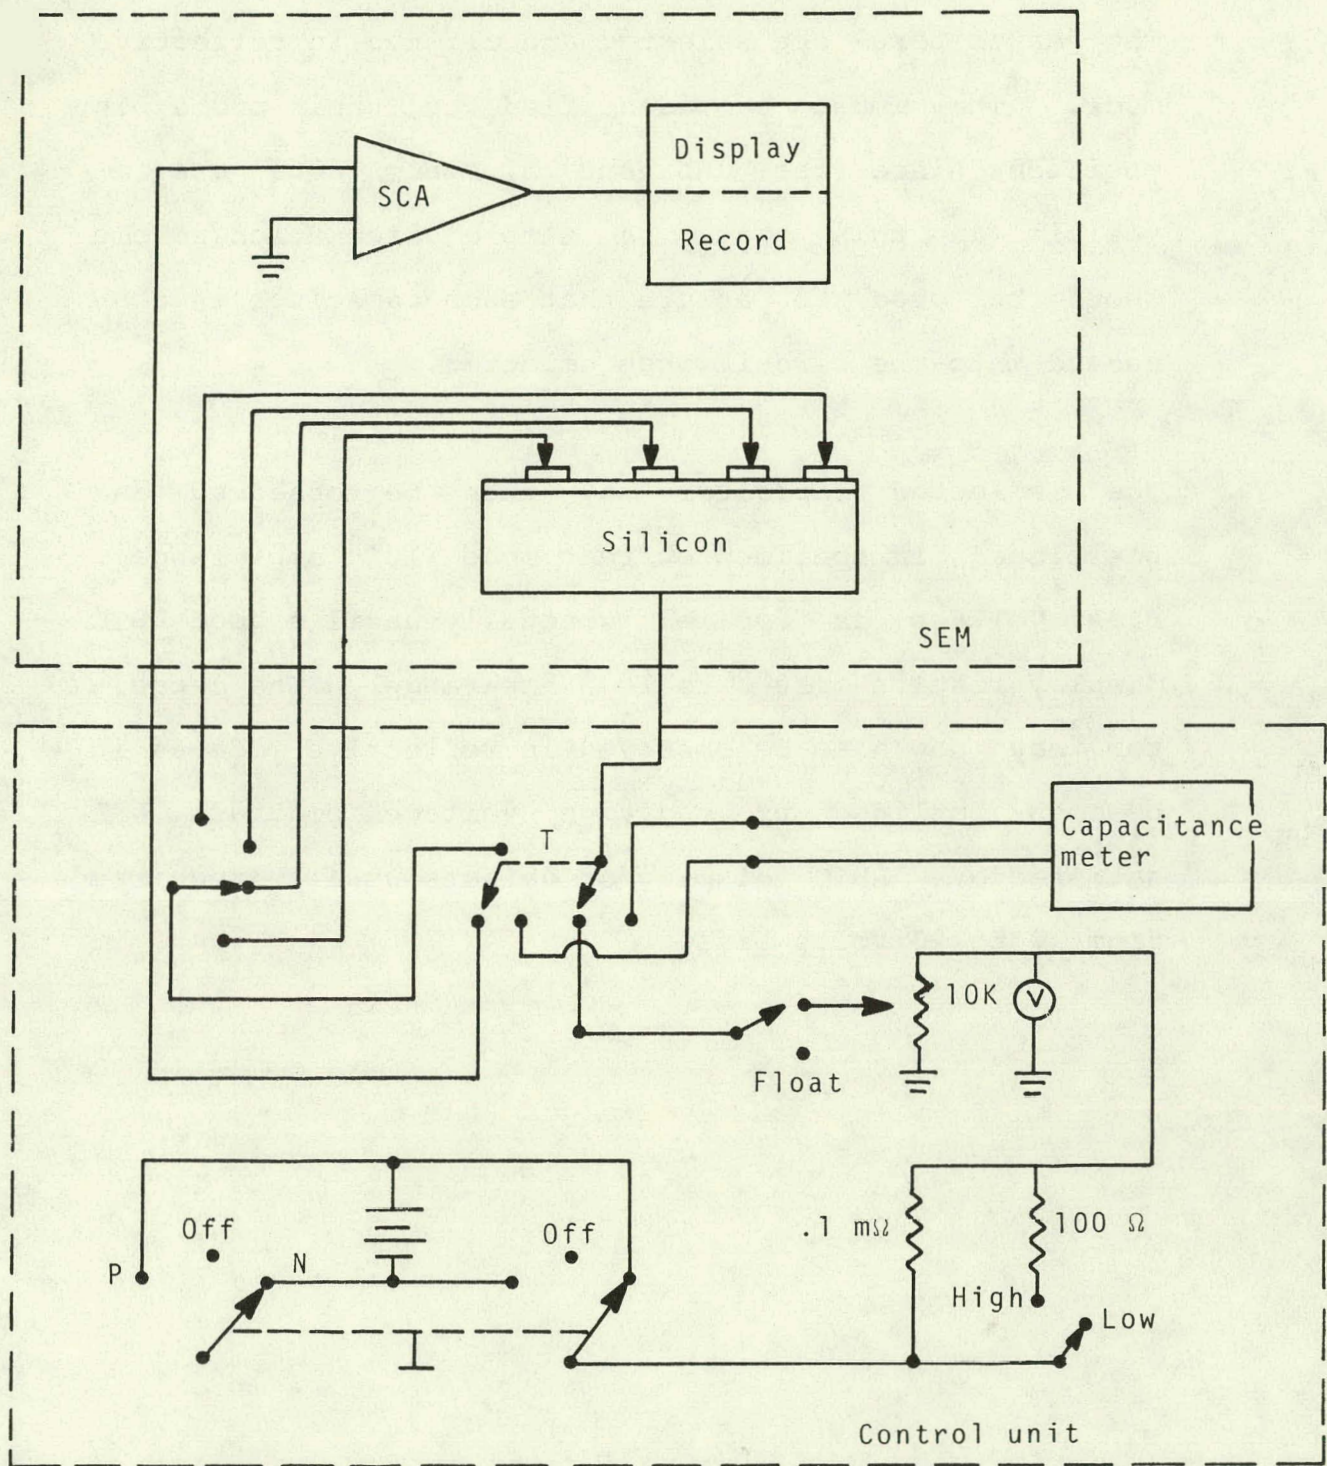 Display
SCA
Record
Silicon
SEM
T
Capacitance
meter
10K
V
Float
Off
Off
.1 mΩ
100 Ω
P
N
High
Low
Control unit